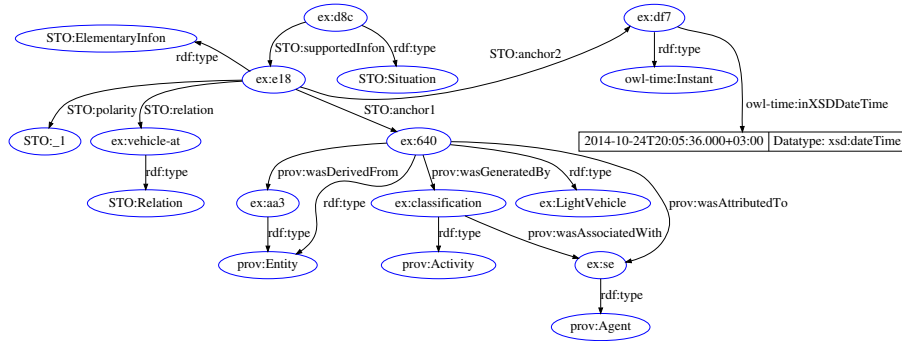 ex:d8c
ex:df7
STO:ElementaryInfon
STO:supportedInfon
rdf:type
STO:anchor2
rdf:type
rdf:type
ex:e18
STO:Situation
owl-time:Instant
STO:polarity
STO:relation
STO:anchor1
owl-time:inXSDDateTime
STO:_1
ex:vehicle-at
ex:640
2014-10-24T20:05:36.000+03:00
Datatype: xsd:dateTime
rdf:type
prov:wasDerivedFrom
prov:wasGeneratedBy
rdf:type
STO:Relation
ex:aa3
rdf:type
ex:classification
ex:LightVehicle
prov:wasAttributedTo
rdf:type
rdf:type
prov:wasAssociatedWith
prov:Entity
prov:Activity
ex:se
rdf:type
prov:Agent